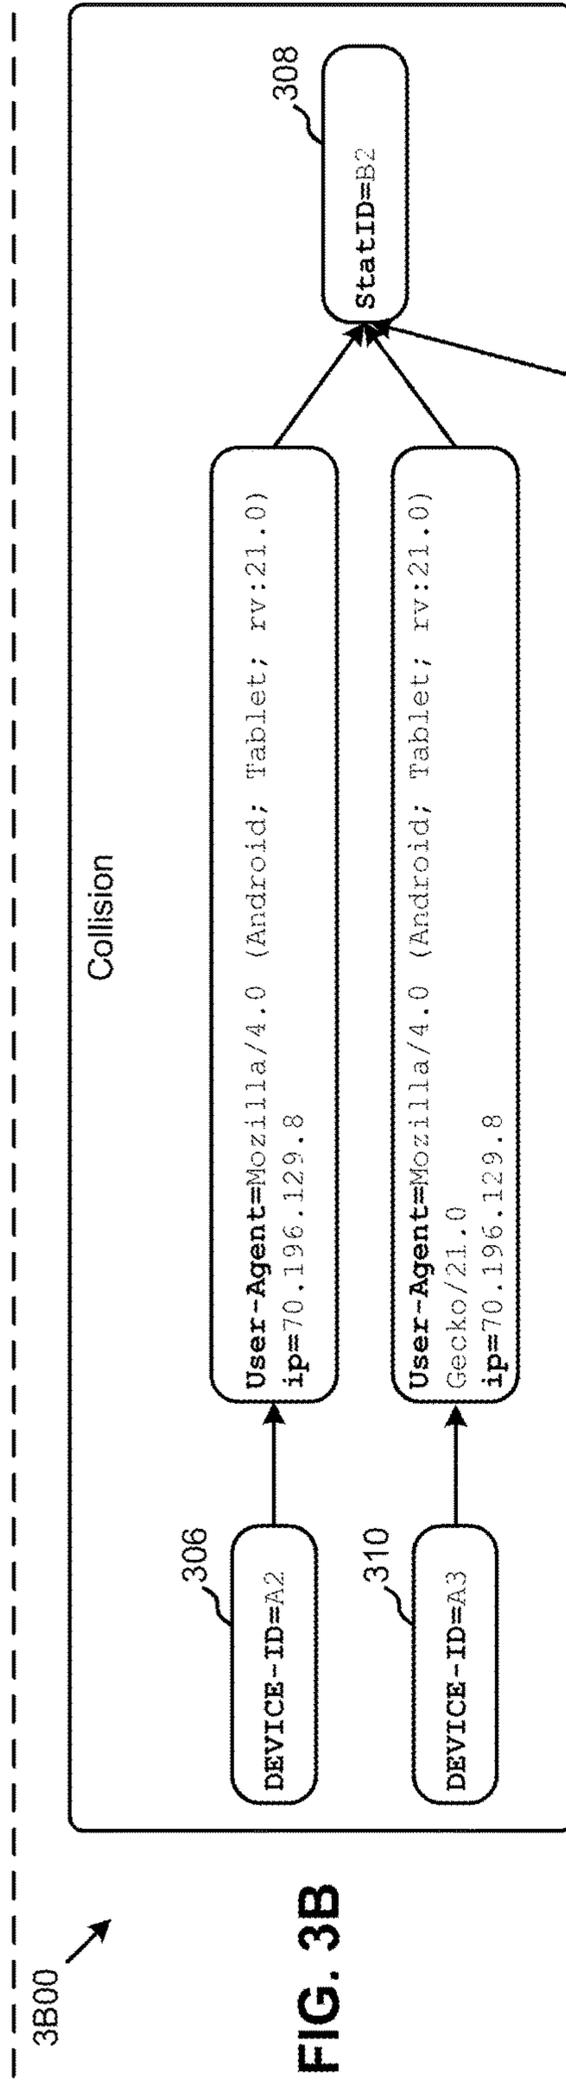 3B00
FIG. 3B
Collision
306
DEVICE-ID=A2
User-Agent=Mozilla/4.0 (Android; Tablet; rv:21.0)
ip=70.196.129.8
310
DEVICE-ID=A3
User-Agent=Mozilla/4.0 (Android; Tablet; rv:21.0)
Gecko/21.0
ip=70.196.129.8
308
StatID=B2